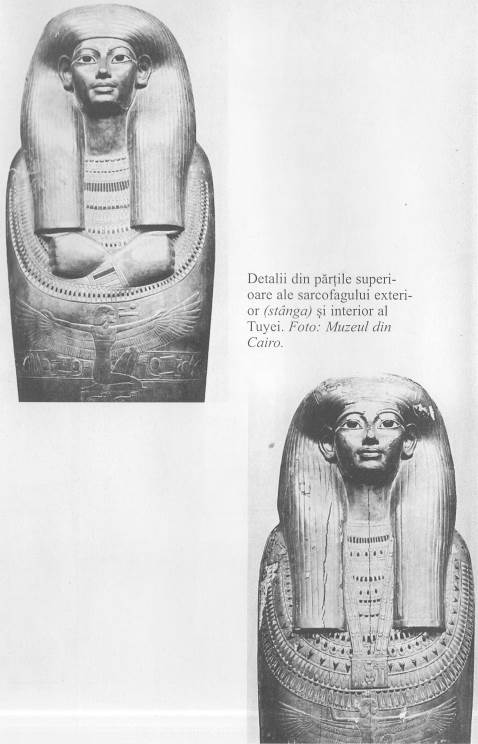 Detalii din părțile superi-
oare ale sarcofagului exteri-
or (stânga) și interior al
Tuyei. Foto: Muzeul din
Cairo.